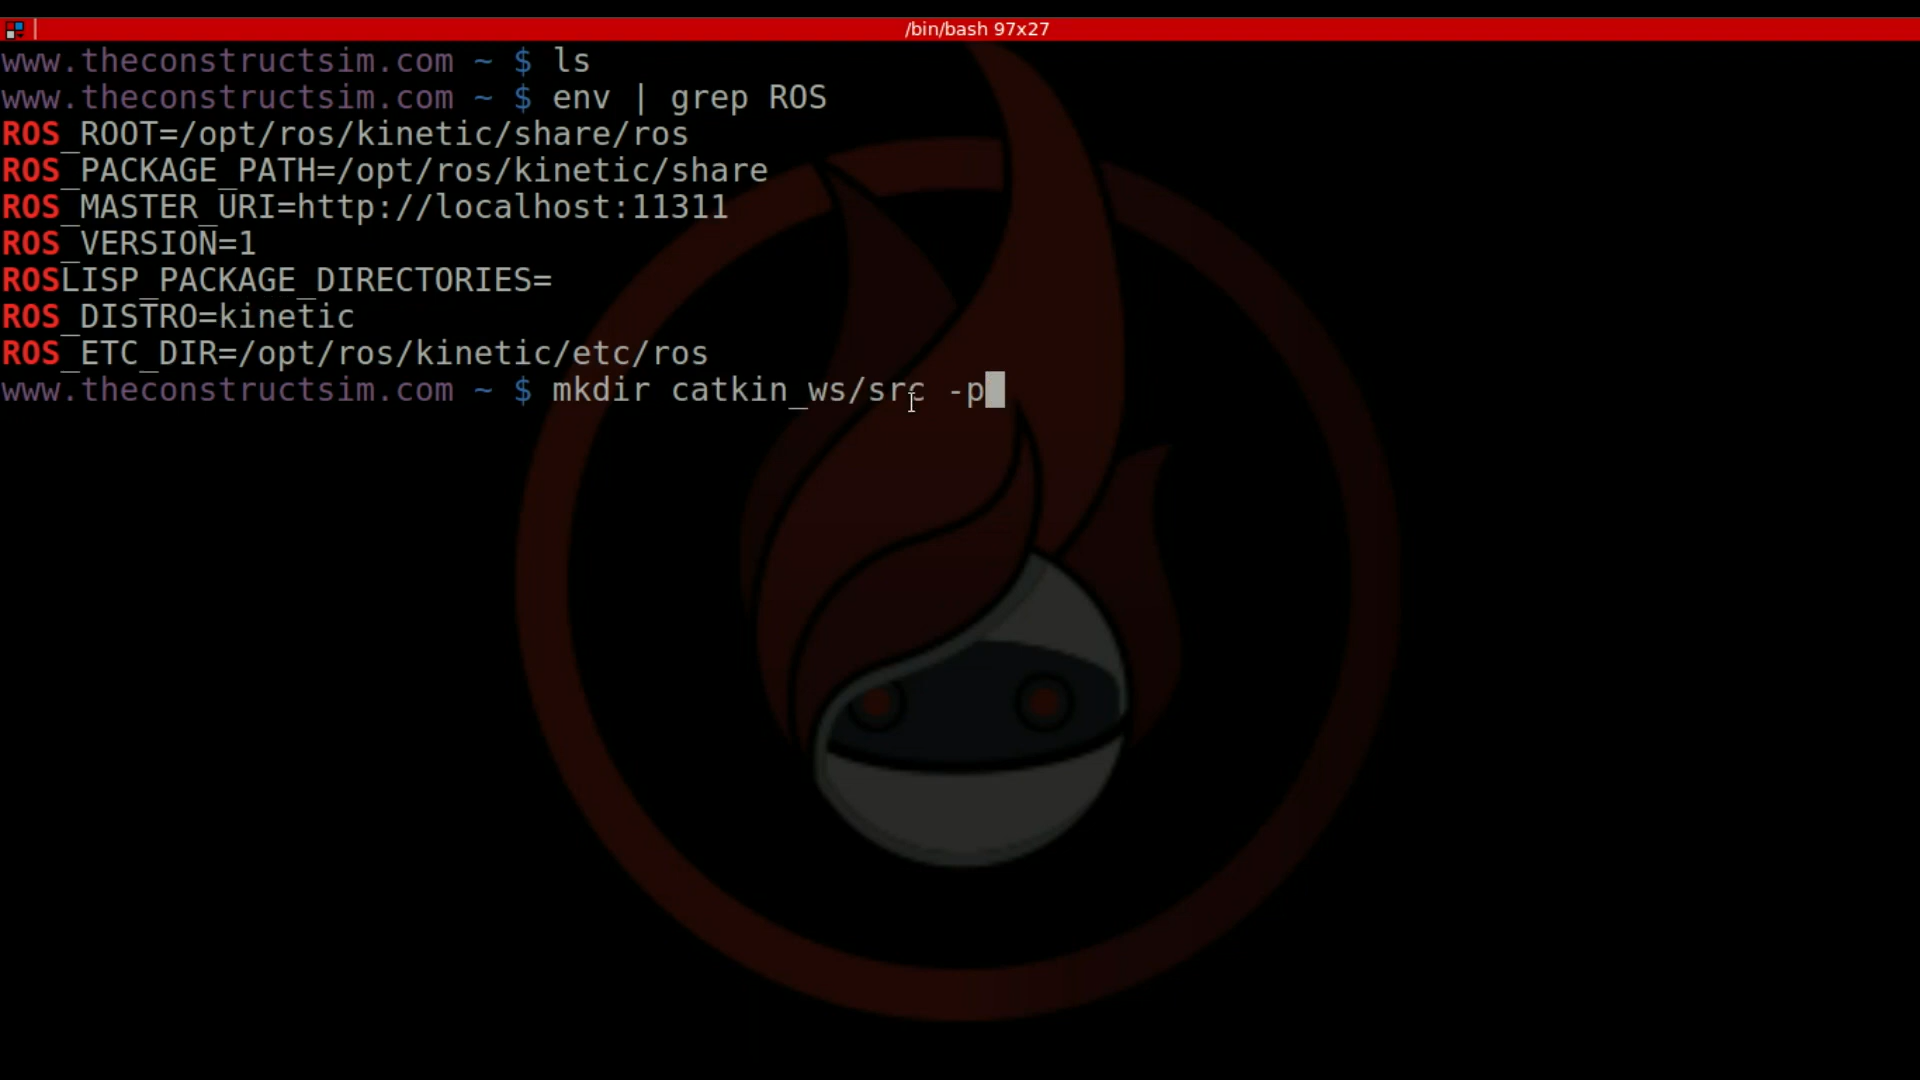 /bin/bash 97x27
www.theconstructsim.com ~ $ ls
www.theconstructsim.com ~ $ env | grep ROS
ROS_ROOT=/opt/ros/kinetic/share/ros
ROS_PACKAGE_PATH=/opt/ros/kinetic/share
ROS_MASTER_URI=http://localhost:11311
ROS_VERSION=1
ROSLISP_PACKAGE_DIRECTORIES=
ROS_DISTRO=kinetic
ROS_ETC_DIR=/opt/ros/kinetic/etc/ros
www.theconstructsim.com ~ $ mkdir catkin_ws/src -p